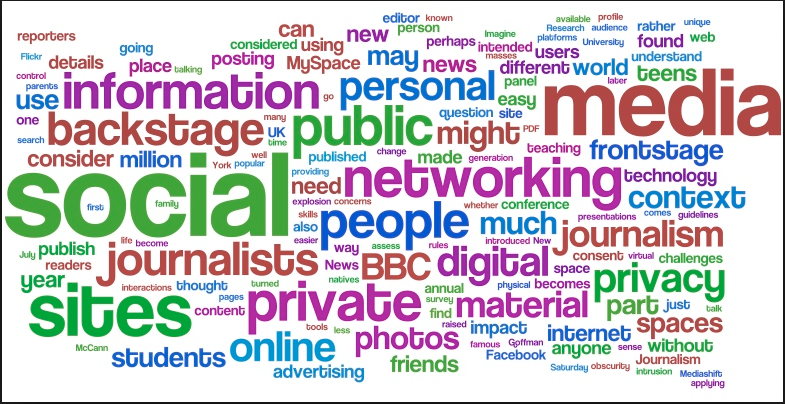 editor known
available profile
reporters
can
new
person
Research audience
rather
unique
Flickr
going
considered using
perhaps
Imagine
intended
platforms University
found
web
details
place
talking
posting
MySpace
may
news
masses
users
understand
control
parents
different
world
teens
use
information
go
personal
panel
easy
later
media
one
backstage
many
UK
time
public
might
question
site
PDF
search
teaching
frontstage
consider
million
York
popular
well
published
change
made
generation
social
first
family
providing
need
networking
technology
explosion
concerns
whether
conference
context
skills
also
people
much
presentations
comes
guidelines
easier
journalism
July
publish
life
become
way
assess
rules
introduced
New
readers
journalists
News
BBC
digital
space
consent
virtual
challenges
year
interactions
thought
turned
natives
physical
becomes
privacy
sites
pages
content
private
annual
survey
find
material
part
just
talk
tools
less
photos
raised
impact
internet
spaces
McCann
students
online
famous
Goffman
Facebook
anyone
sense
without
advertising
friends
Saturday
obscurity
Journalism
intrusion
Mediashift
applying